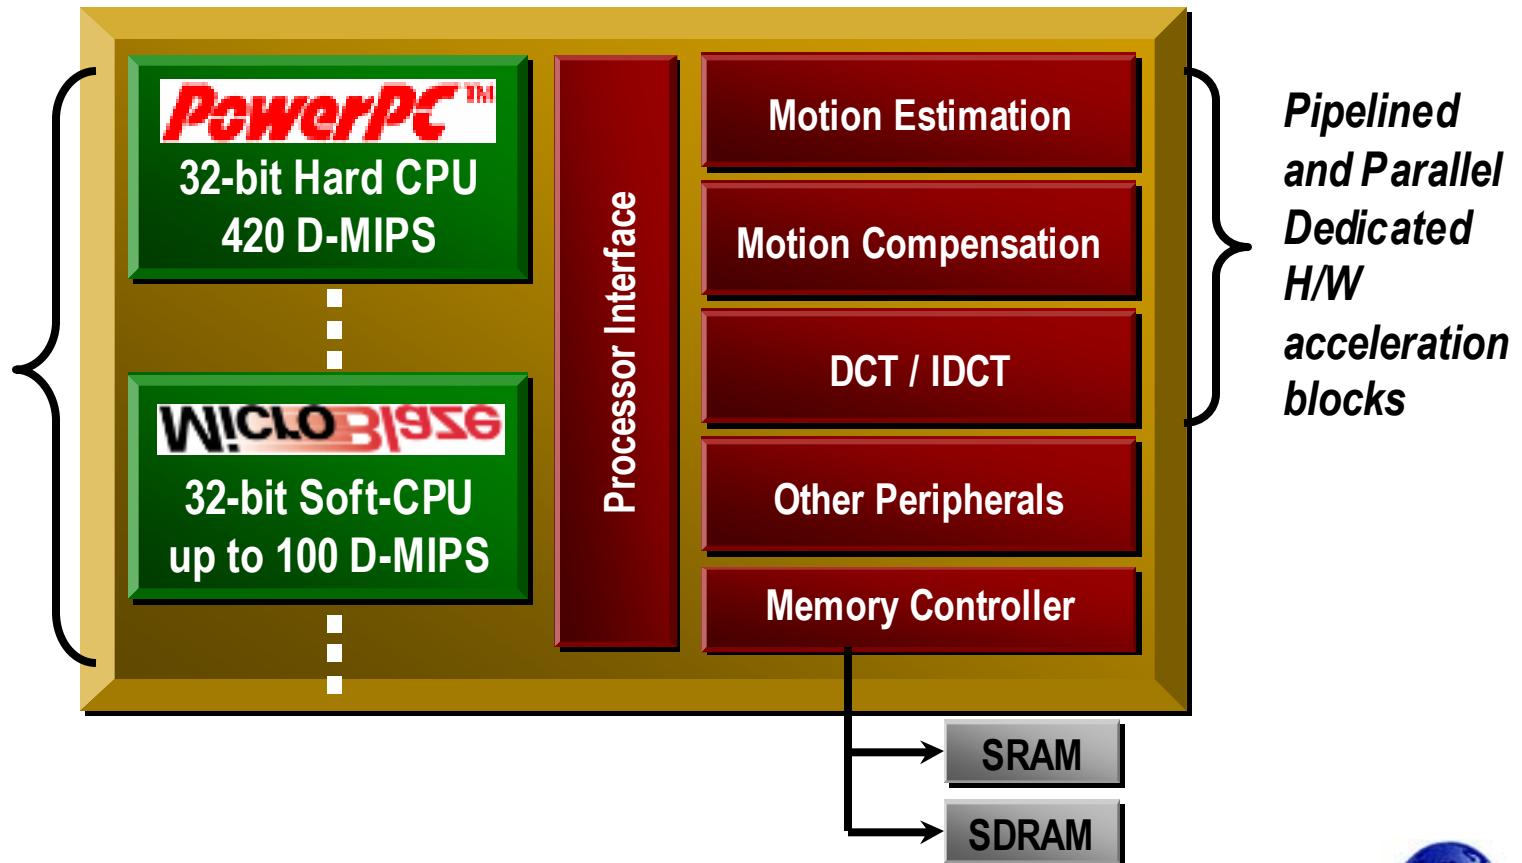 PowerPC™
32-bit Hard CPU
420 D-MIPS
MicroBlaze
32-bit Soft-CPU
up to 100 D-MIPS
Processor Interface
Motion Estimation
Motion Compensation
DCT / IDCT
Other Peripherals
Memory Controller
SRAM
SDRAM
Pipelined
and Parallel
Dedicated
H/W
acceleration
blocks